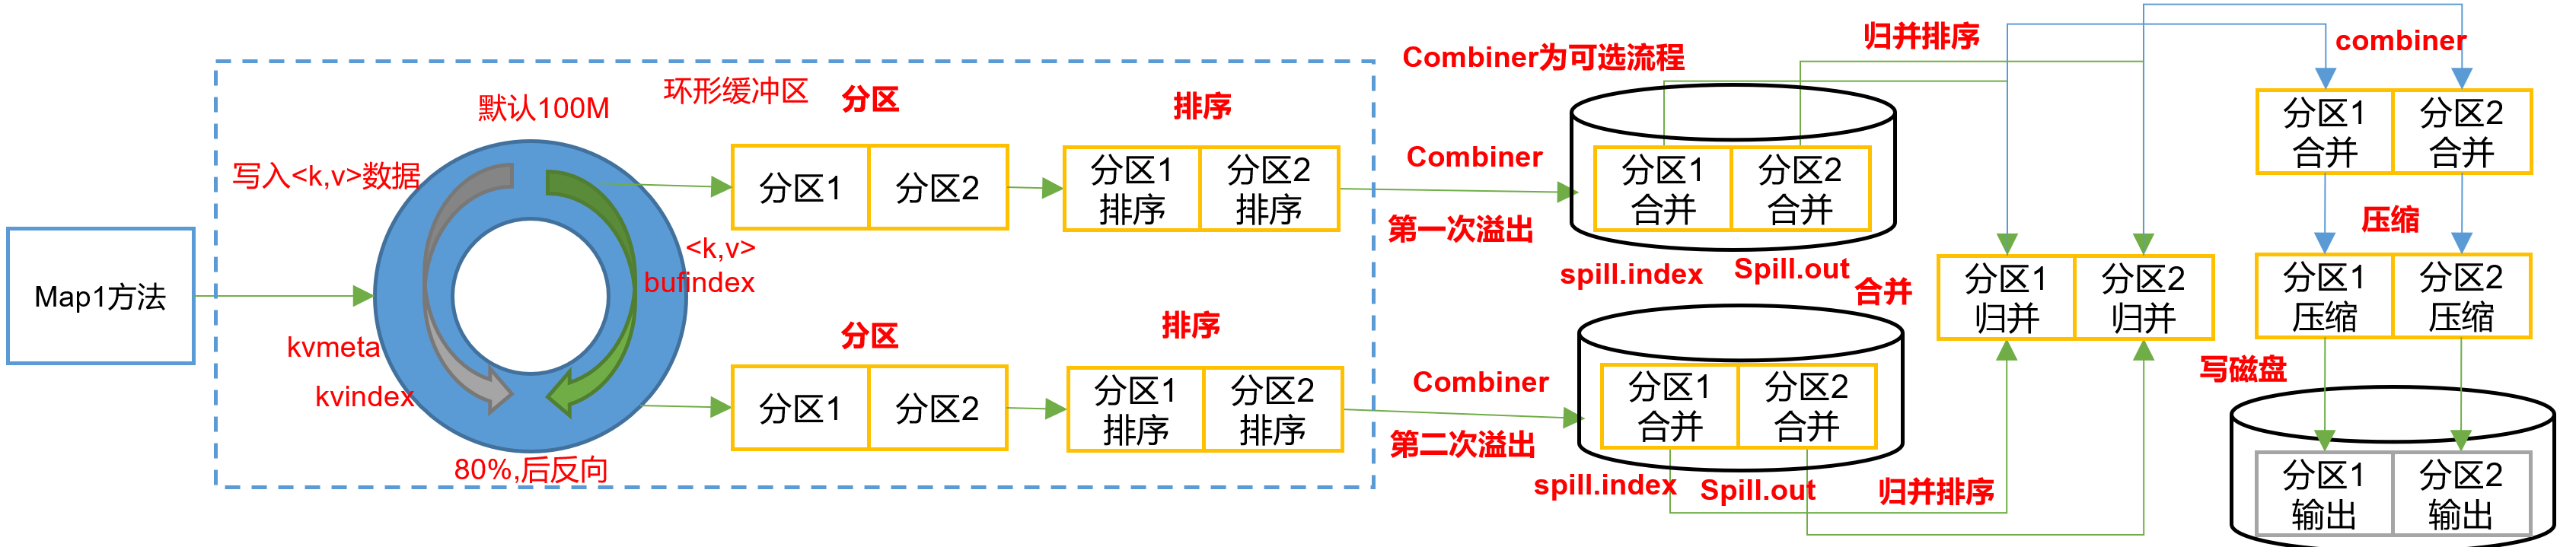 Map1方法
写入<k,v>数据
默认100M
环形缓冲区
kvmeta
kvindex
<k,v>
bufindex
80%,后反向
分区
分区1
分区2
排序
分区1
排序
分区2
排序
分区
分区1
分区2
排序
分区1
排序
分区2
排序
Combiner为可选流程
Combiner
第一次溢出
分区1
合并
分区2
合并
spill.index
Spill.out
Combiner
第二次溢出
分区1
合并
分区2
合并
spill.index
Spill.out
归并排序
合并
归并排序
分区1
归并
分区2
归并
combiner
分区1
合并
分区2
合并
压缩
分区1
压缩
分区2
压缩
写磁盘
分区1
输出
分区2
输出